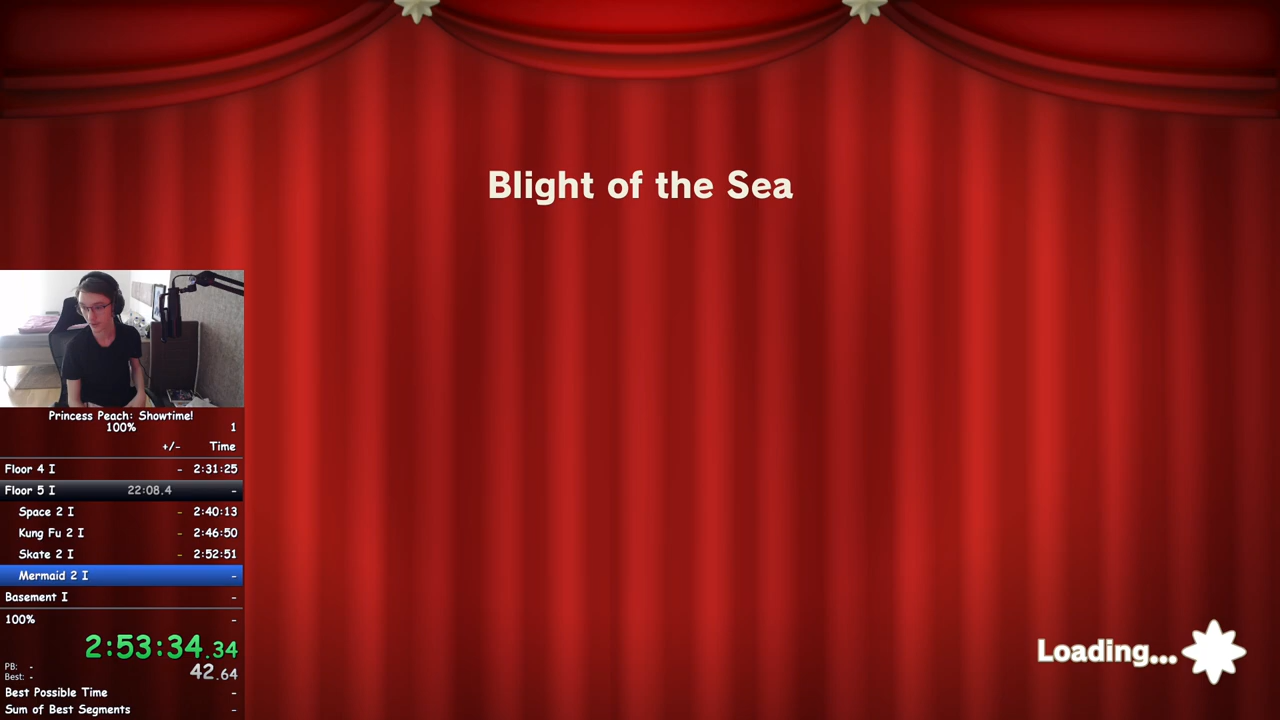 Blight of the Sea
Princess Peach: Showtime!
100% 1
+/- Time
Floor 4 I - 2:31:25
Floor 5 I 22:08.4 -
Space 2 I - 2:40:13
Kung Fu 2 I - 2:46:50
Skate 2 I - 2:52:51
Mermaid 2 I -
Basement I -
100% -
2:53:34.34
PB: - 42.64
Best: -
Best Possible Time -
Sum of Best Segments -
Loading...